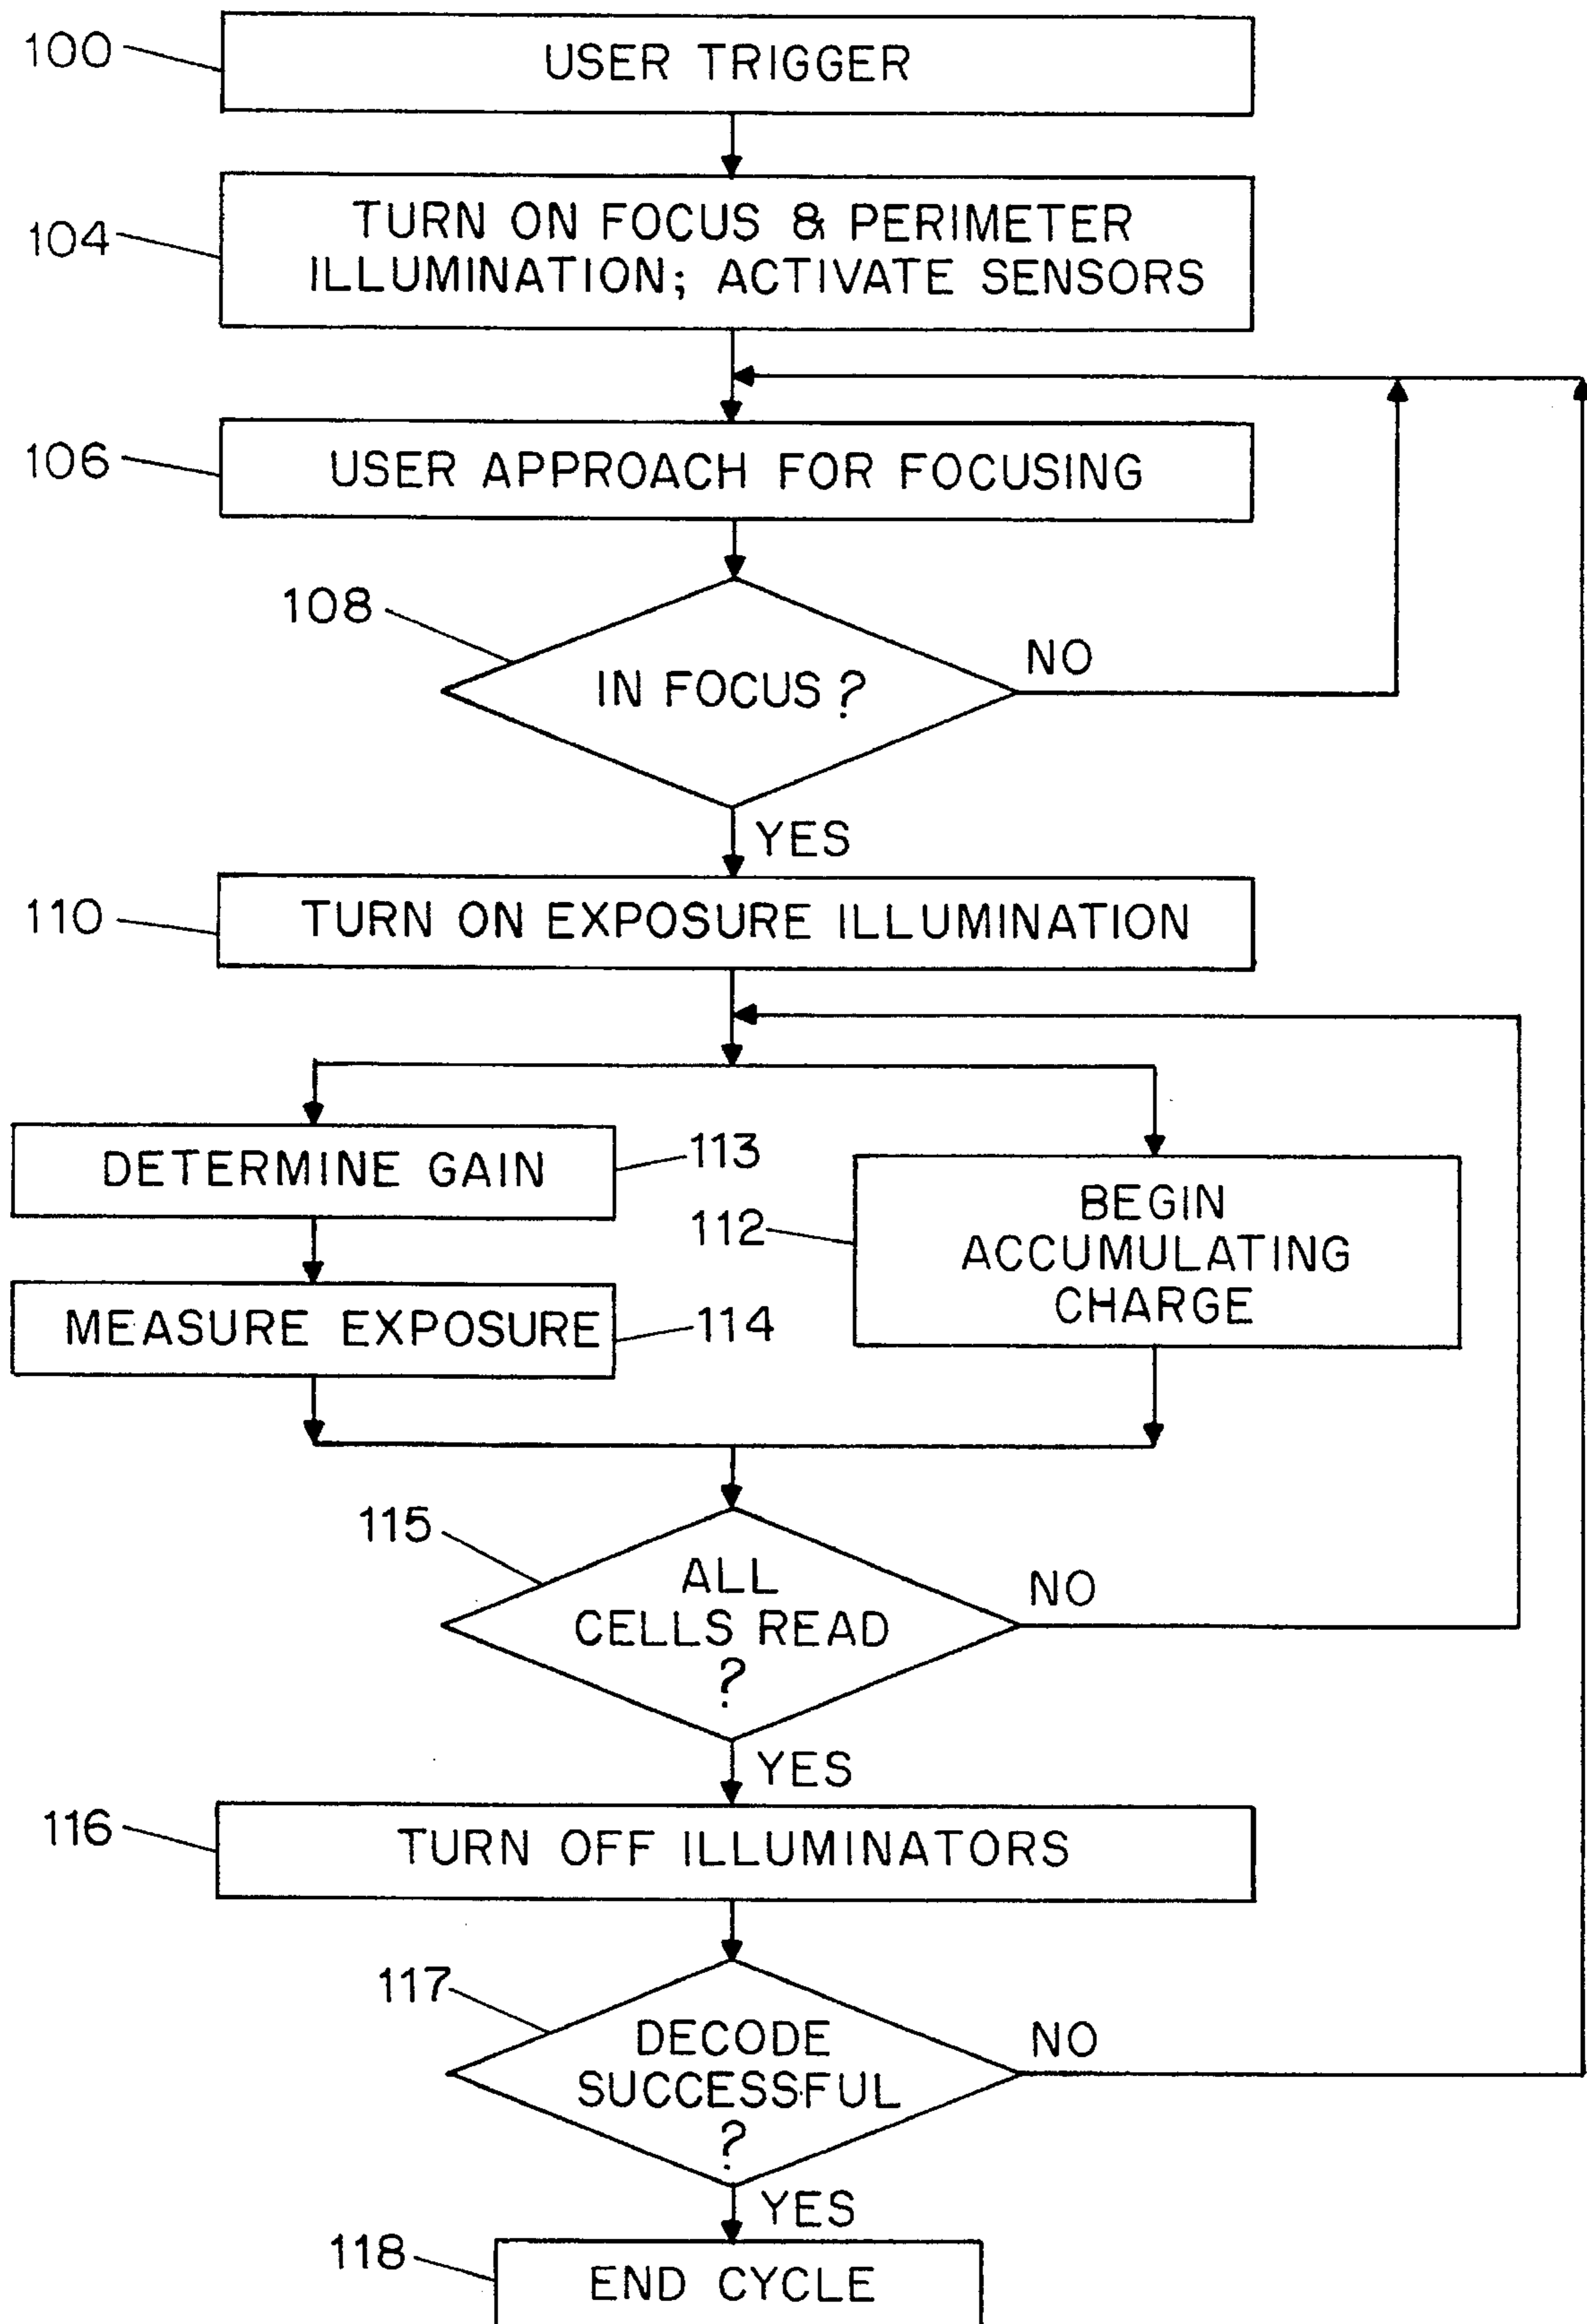 100
USER TRIGGER
104
TURN ON FOCUS & PERIMETER
ILLUMINATION; ACTIVATE SENSORS
106
USER APPROACH FOR FOCUSING
108
IN FOCUS?
NO
YES
110
TURN ON EXPOSURE ILLUMINATION
DETERMINE GAIN
113
112
BEGIN
ACCUMULATING
CHARGE
MEASURE EXPOSURE
114
115
ALL
CELLS READ
?
NO
YES
116
TURN OFF ILLUMINATORS
117
DECODE
SUCCESSFUL
?
NO
YES
118
END CYCLE